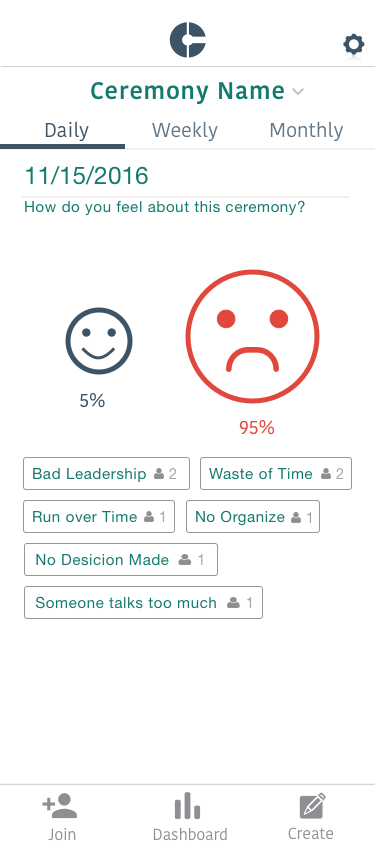 Ceremony Name
Daily Weekly Monthly
11/15/2016
How do you feel about this ceremony?
5%
95%
Bad Leadership 2 Waste of Time 2
Run over Time 1 No Organize 1
No Desicion Made 1
Someone talks too much 1
Join Dashboard Create